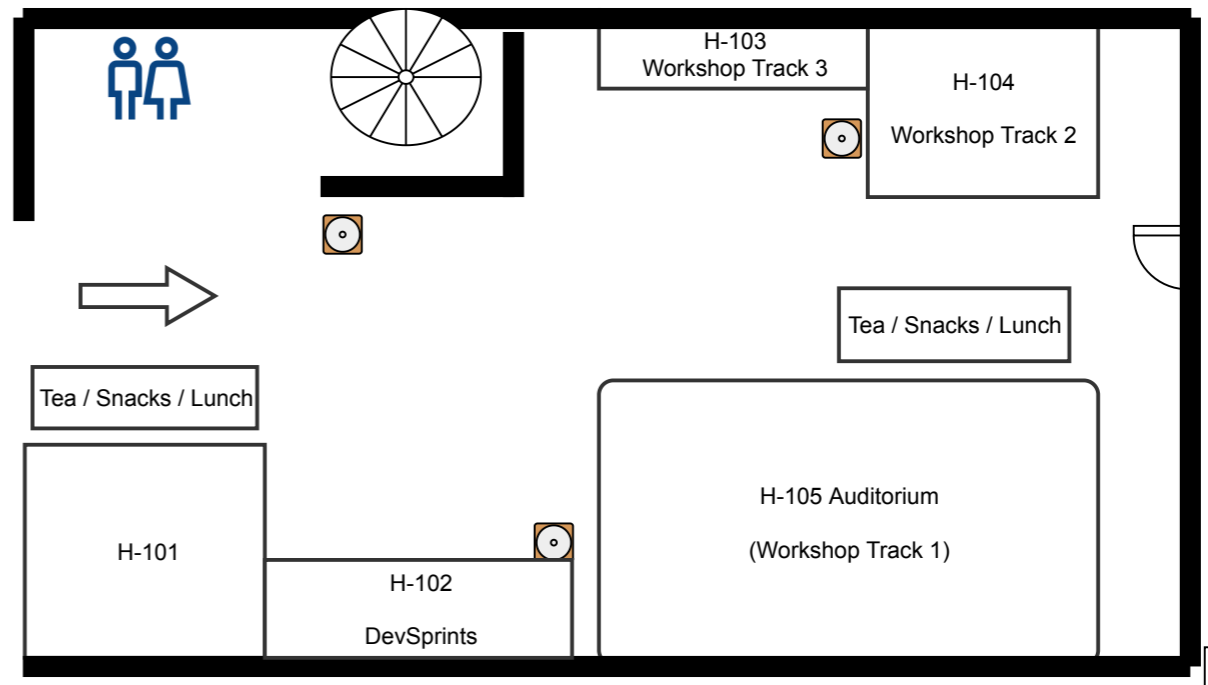 H-103
Workshop Track 3
H-104
Workshop Track 2
Tea / Snacks / Lunch
Tea / Snacks / Lunch
H-105 Auditorium
(Workshop Track 1)
H-101
H-102
DevSprints